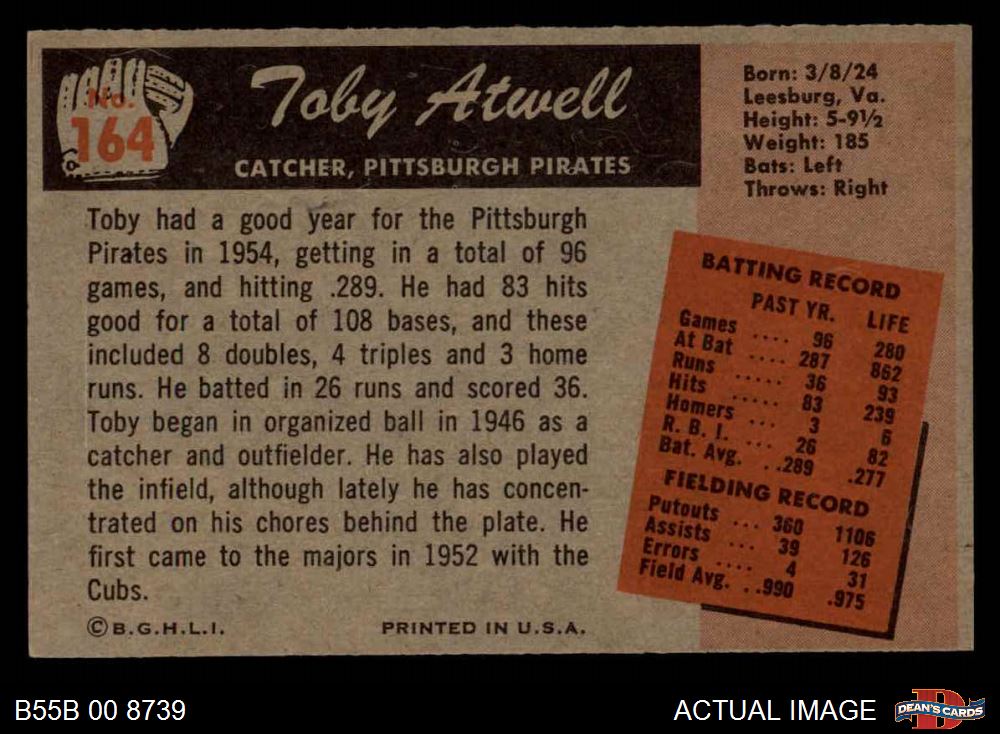 No.
164
Toby Atwell
CATCHER, PITTSBURGH PIRATES
Born: 3/8/24
Leesburg, Va.
Height: 5-9½
Weight: 185
Bats: Left
Throws: Right
Toby had a good year for the Pittsburgh
Pirates in 1954, getting in a total of 96
games, and hitting .289. He had 83 hits
good for a total of 108 bases, and these
included 8 doubles, 4 triples and 3 home
runs. He batted in 26 runs and scored 36.
Toby began in organized ball in 1946 as a
catcher and outfielder. He has also played
the infield, although lately he has concen-
trated on his chores behind the plate. He
first came to the majors in 1952 with the
Cubs.
©B.G.H.L.I. PRINTED IN U.S.A.
BATTING RECORD
PAST YR. LIFE
Games .... 96 280
At Bat .... 287 862
Runs ..... 36 93
Hits ..... 83 239
Homers ... 3 6
R. B. I. ... 26 82
Bat. Avg. ..289 .277
FIELDING RECORD
Putouts ... 360 1106
Assists ... 39 126
Errors .... 4 31
Field Avg. ..990 .975
B55B 00 8739
ACTUAL IMAGE
DEAN'S CARDS